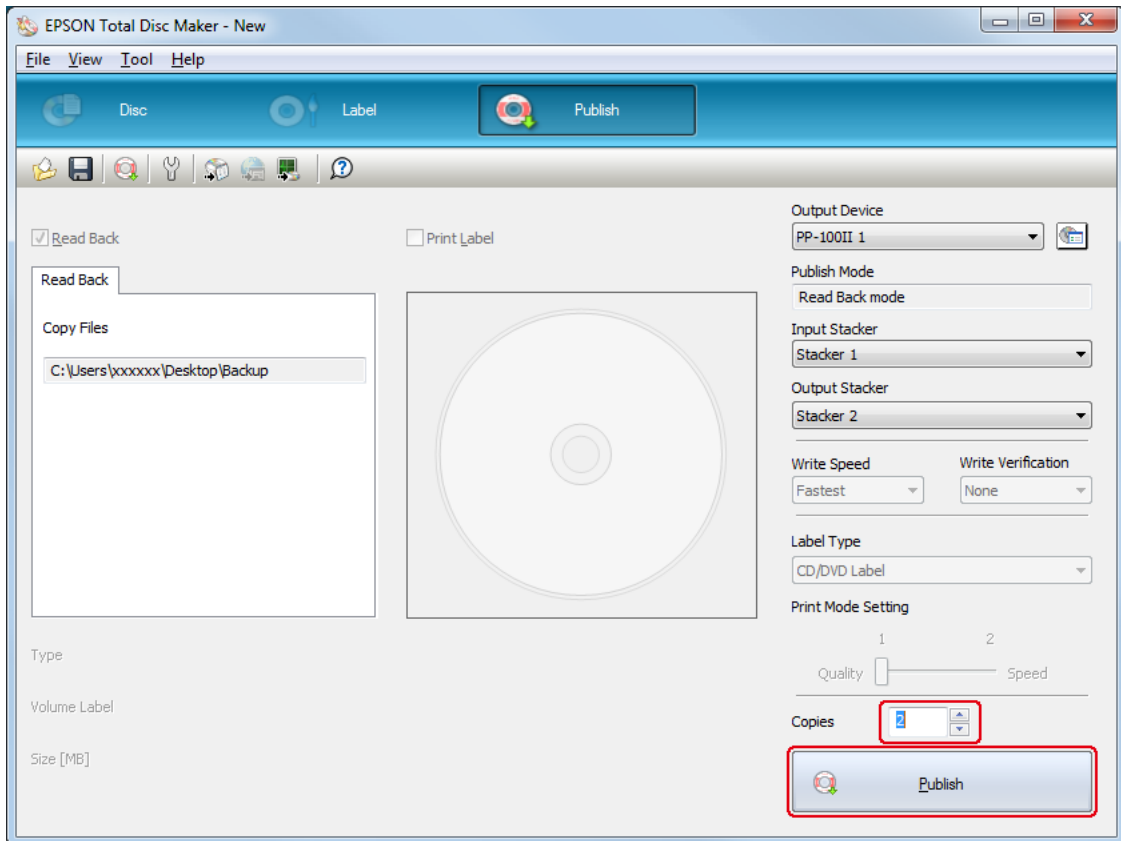 EPSON Total Disc Maker - New
File View Tool Help
Disc Label Publish
Output Device
Read Back Print Label
PP-100II 1
Read Back
Publish Mode
Read Back mode
Copy Files
Input Stacker
Stacker 1
C:\Users\xxxxxx\Desktop\Backup
Output Stacker
Stacker 2
Write Speed Write Verification
Fastest None
Label Type
CD/DVD Label
Print Mode Setting
1 2
Quality Speed
Type
Volume Label
Copies 2
Size [MB]
Publish